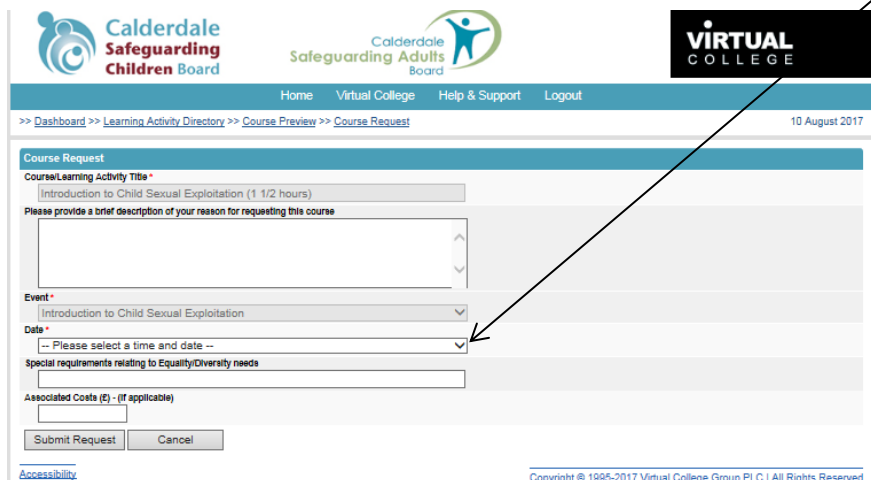 Calderdale
Safeguarding
Children Board
Calderdale
Safeguarding Adults
Board
VIRTUAL
COLLEGE
Home Virtual College Help & Support Logout
>> Dashboard >> Learning Activity Directory >> Course Preview >> Course Request 10 August 2017
Course Request
Course/Learning Activity Title *
Introduction to Child Sexual Exploitation (1 1/2 hours)
Please provide a brief description of your reason for requesting this course
Event *
Introduction to Child Sexual Exploitation
Date *
-- Please select a time and date --
Special requirements relating to Equality/Diversity needs
Associated Costs (£) - (if applicable)
Submit Request Cancel
Accessibility Copyright © 1995-2017 Virtual College Group PLC | All Rights Reserved